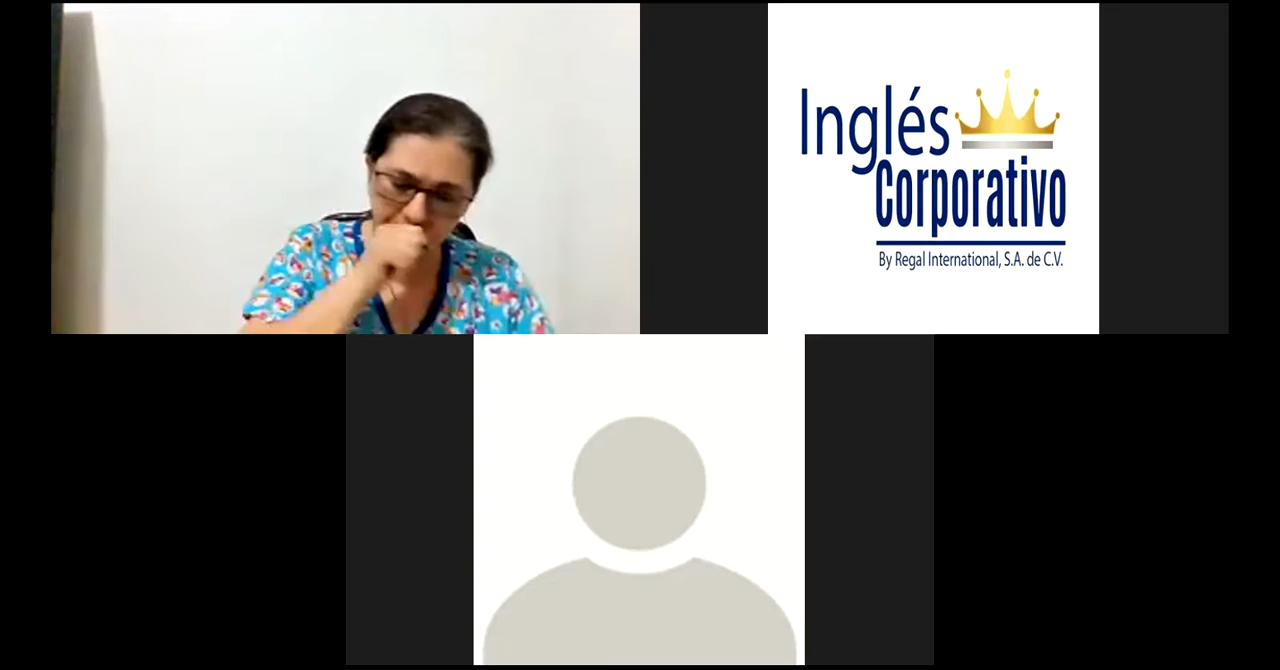 Inglés
Corporativo
By Regal International, S.A. de C.V.